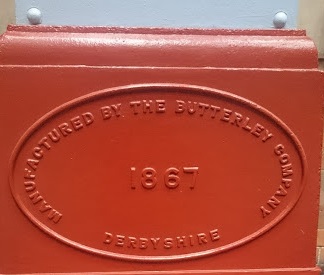 MANUFACTURED BY THE BUTTERLEY COMPANY
1867
DERBYSHIRE